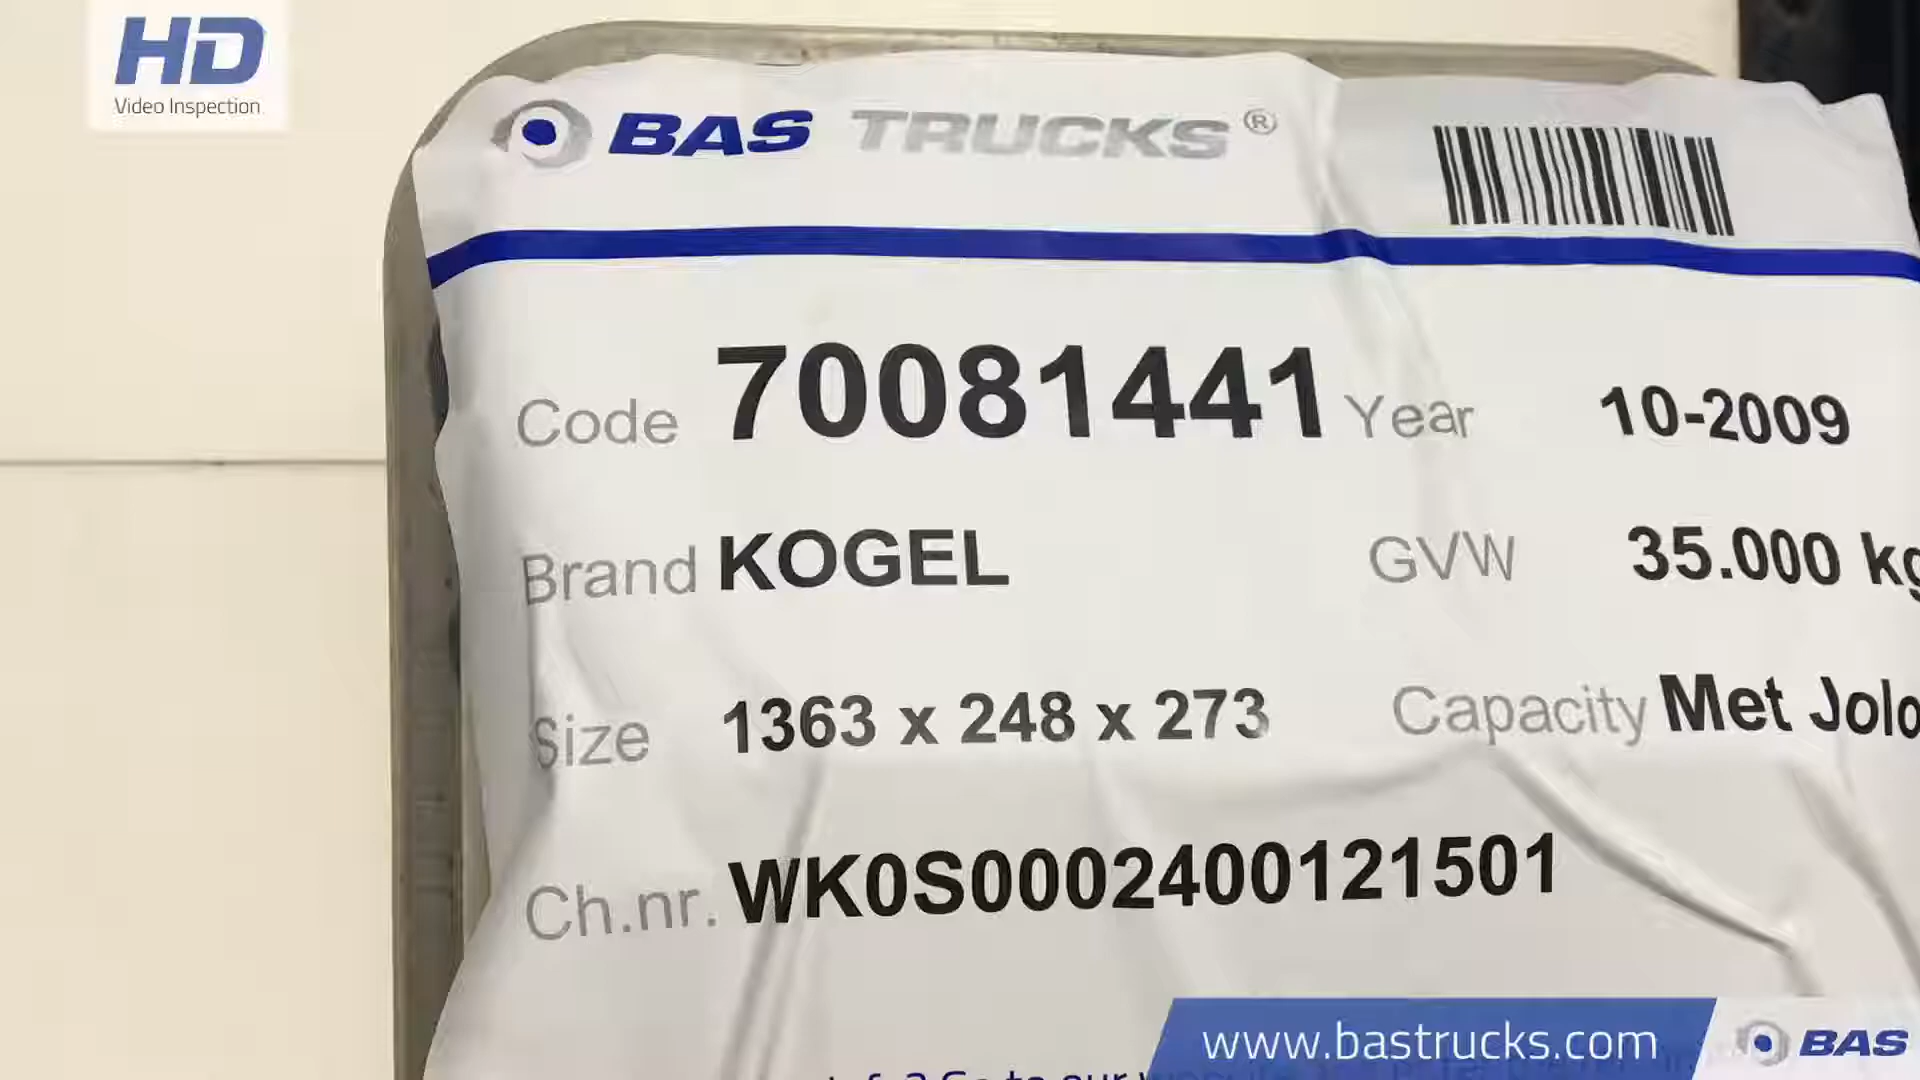 HD
Video Inspection
BAS TRUCKS®
Code 70081441 Year 10-2009
Brand KOGEL GVW 35.000 kg
Size 1363 x 248 x 273 Capacity Met Jolo
Ch.nr. WK0S0002400121501
www.bastrucks.com
BAS